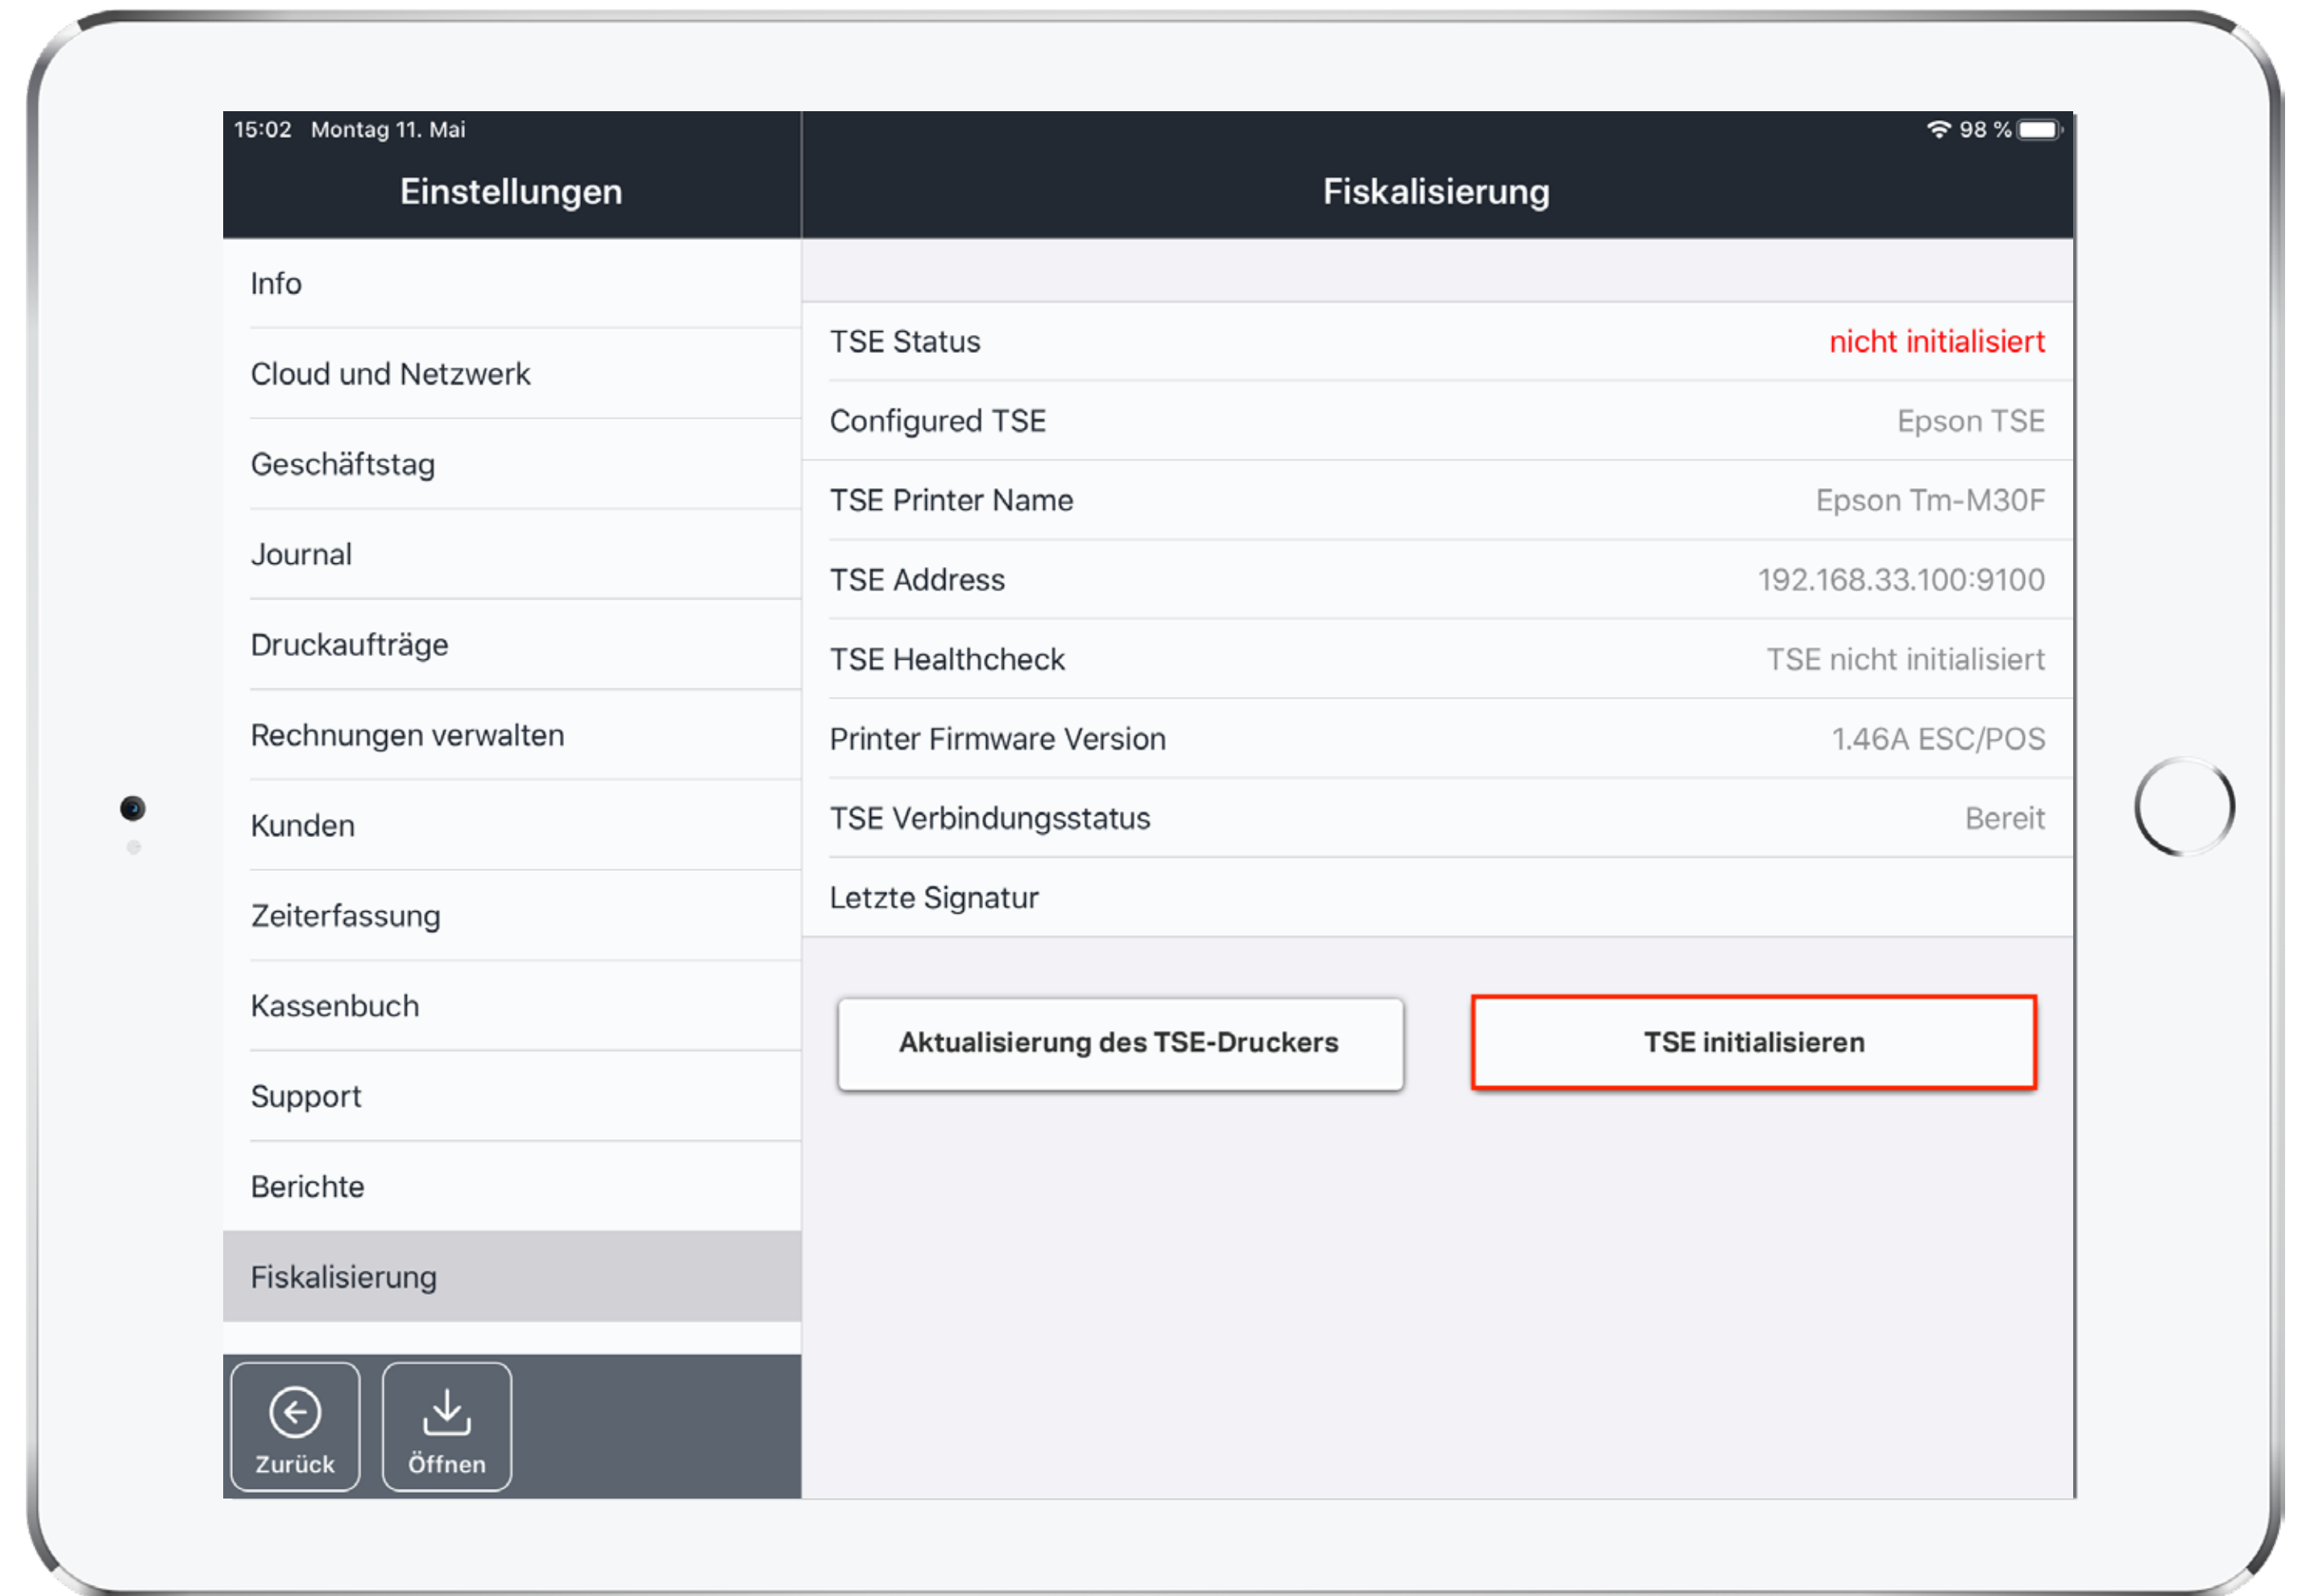 15:02 Montag 11. Mai
98 %
Einstellungen
Fiskalisierung
Info
Cloud und Netzwerk
Geschäftstag
Journal
Druckaufträge
Rechnungen verwalten
Kunden
Zeiterfassung
Kassenbuch
Support
Berichte
Fiskalisierung
Zurück
Öffnen
TSE Status nicht initialisiert
Configured TSE Epson TSE
TSE Printer Name Epson Tm-M30F
TSE Address 192.168.33.100:9100
TSE Healthcheck TSE nicht initialisiert
Printer Firmware Version 1.46A ESC/POS
TSE Verbindungsstatus Bereit
Letzte Signatur
Aktualisierung des TSE-Druckers
TSE initialisieren